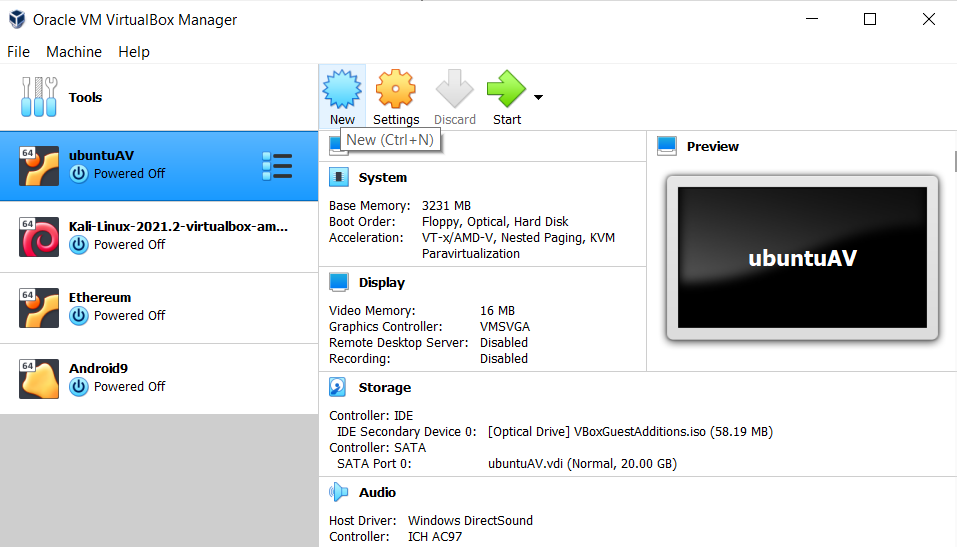 Oracle VM VirtualBox Manager
File Machine Help
Tools
New
Settings
Discard
Start
New (Ctrl+N)
64
ubuntuAV
Powered Off
64
Kali-Linux-2021.2-virtualbox-am...
Powered Off
64
Ethereum
Powered Off
64
Android9
Powered Off
System
Base Memory: 3231 MB
Boot Order: Floppy, Optical, Hard Disk
Acceleration: VT-x/AMD-V, Nested Paging, KVM
Paravirtualization
Display
Video Memory: 16 MB
Graphics Controller: VMSVGA
Remote Desktop Server: Disabled
Recording: Disabled
Storage
Controller: IDE
IDE Secondary Device 0: [Optical Drive] VBoxGuestAdditions.iso (58.19 MB)
Controller: SATA
SATA Port 0: ubuntuAV.vdi (Normal, 20.00 GB)
Audio
Host Driver: Windows DirectSound
Controller: ICH AC97
Preview
ubuntuAV